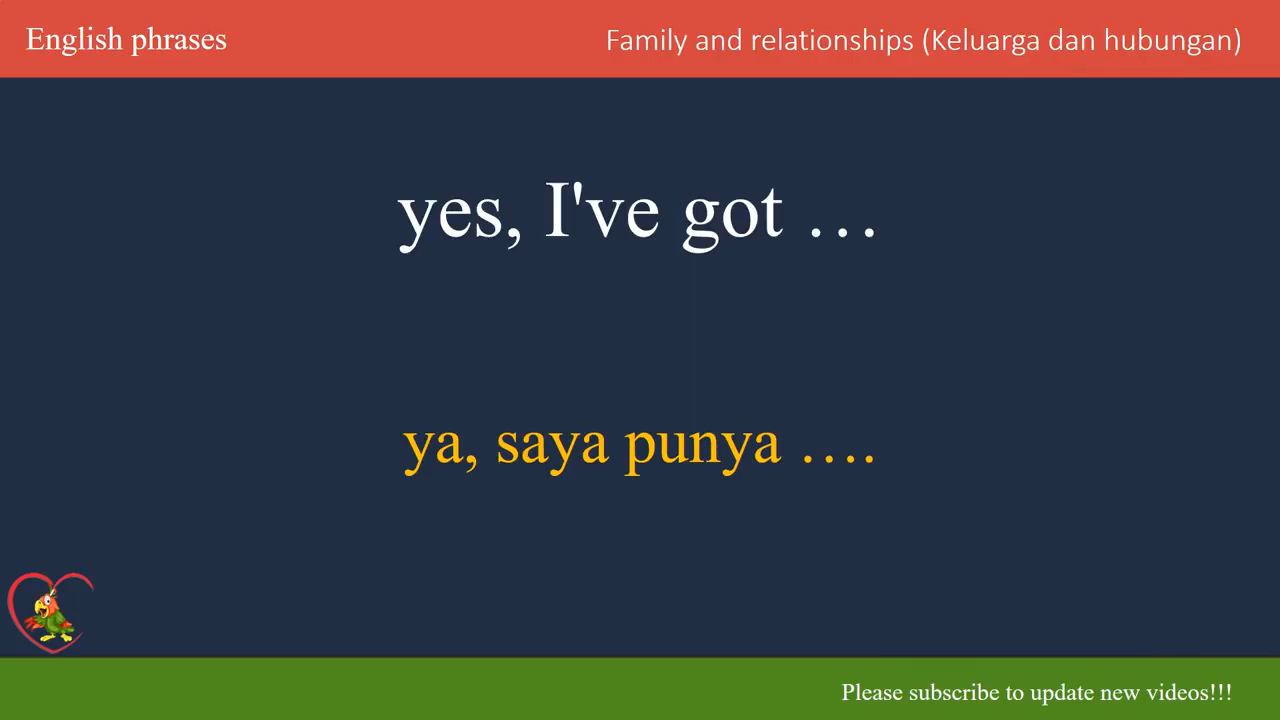 English phrases
Family and relationships (Keluarga dan hubungan)
yes, I've got …
ya, saya punya ….
Please subscribe to update new videos!!!